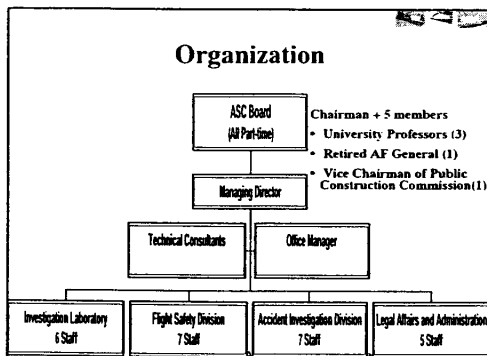 Organization
ASC Board
(All Part-time)
Chairman + 5 members
• University Professors (3)
• Retired AF General (1)
• Vice Chairman of Public
Construction Commission(1)
Managing Director
Technical Consultants
Office Manager
Investigation Laboratory
6 Staff
Flight Safety Division
7 Staff
Accident Investigation Division
7 Staff
Legal Affairs and Administration
5 Staff